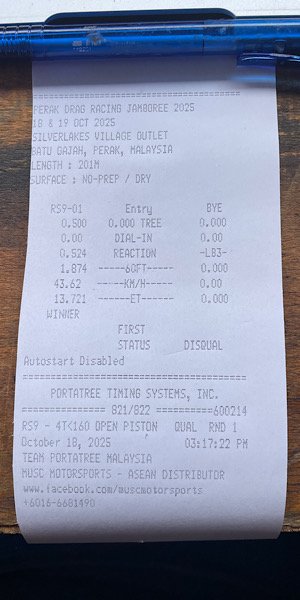 ========================================
PERAK DRAG RACING JAMBOREE 2025
18 & 19 OCT 2025
SILVERLAKES VILLAGE OUTLET
BATU GAJAH, PERAK, MALAYSIA
LENGTH : 201M
SURFACE : NO-PREP / DRY
RS9-01 Entry BYE
0.500 0.000 TREE 0.000
0.00 DIAL-IN 0.00
0.524 REACTION -LB3-
1.874 ------60FT------ 0.000
43.62 ------KM/H------ 0.00
13.721 ------ET------ 0.000
WINNER
FIRST
STATUS DISQUAL
Autostart Disabled
========================================
PORTATREE TIMING SYSTEMS, INC.
============== 821/822 ==========600214
RS9 - 4T<160 OPEN PISTON QUAL RND 1
October 18, 2025 03:17:22 PM
TEAM PORTATREE MALAYSIA
MUSC MOTORSPORTS - ASEAN DISTRIBUTOR
www.facebook.com/muscmotorsports
+6016-6681490